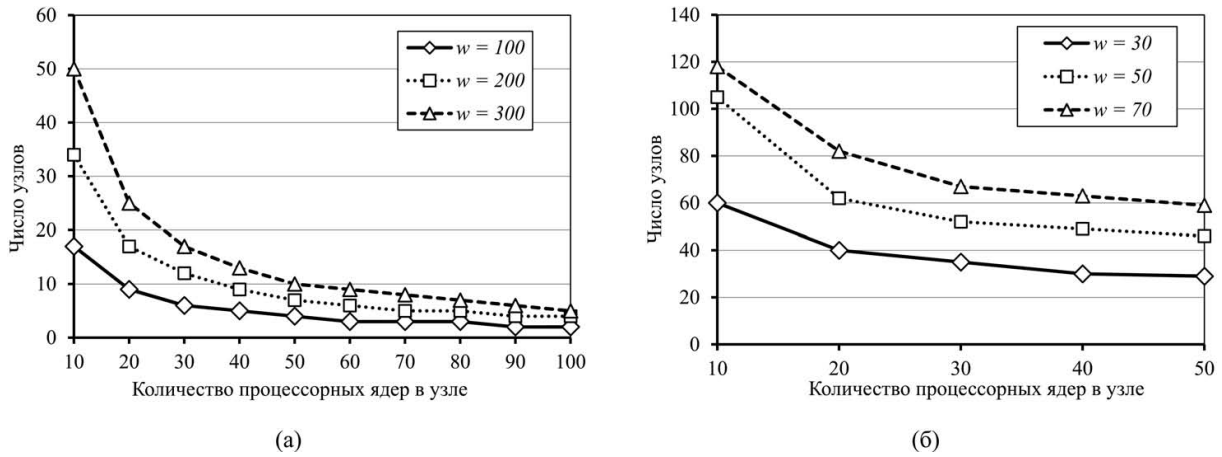 60
50
40
30
20
10
0
Число узлов
w = 100
w = 200
w = 300
10 20 30 40 50 60 70 80 90 100
Количество процессорных ядер в узле
(а)
140
120
100
80
60
40
20
0
Число узлов
w = 30
w = 50
w = 70
10 20 30 40 50
Количество процессорных ядер в узле
(б)